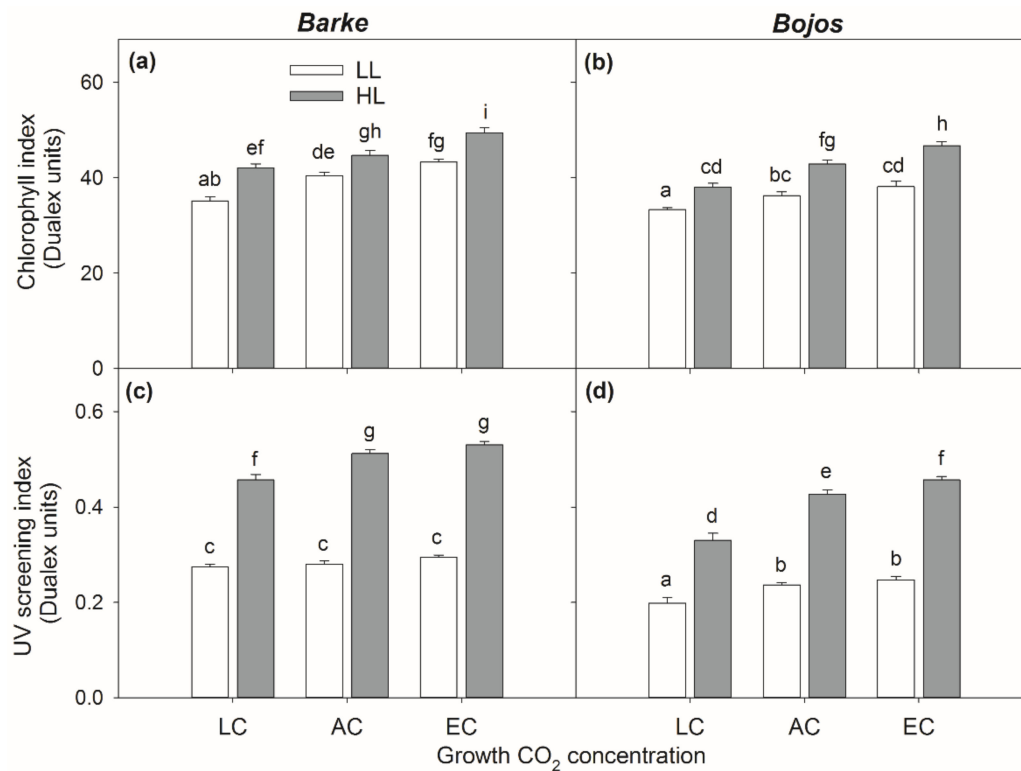 Barke
Bojos
(a)
LL
HL
(b)
Chlorophyll index
(Dualex units)
60
40
20
0
ab
ef
de
gh
fg
i
a
cd
bc
fg
cd
h
(c)
(d)
UV screening index
(Dualex units)
0.6
0.4
0.2
0.0
c
f
c
g
c
g
a
d
b
e
b
f
LC
AC
EC
LC
AC
EC
Growth CO₂ concentration